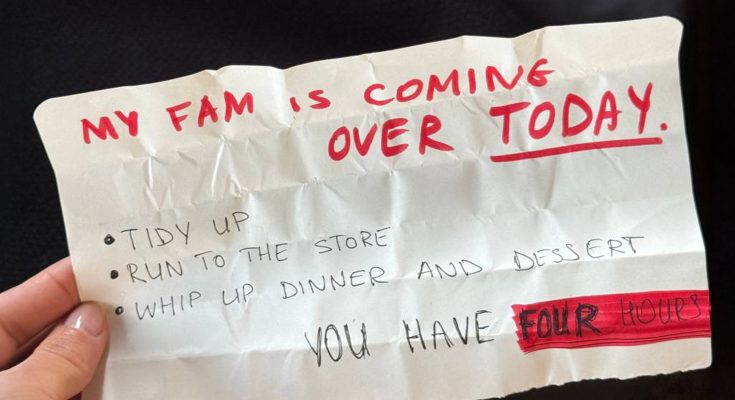 MY FAM IS COMING
OVER TODAY.
• TIDY UP
• RUN TO THE STORE
• WHIP UP DINNER AND DESSERT
YOU HAVE FOUR HOURS